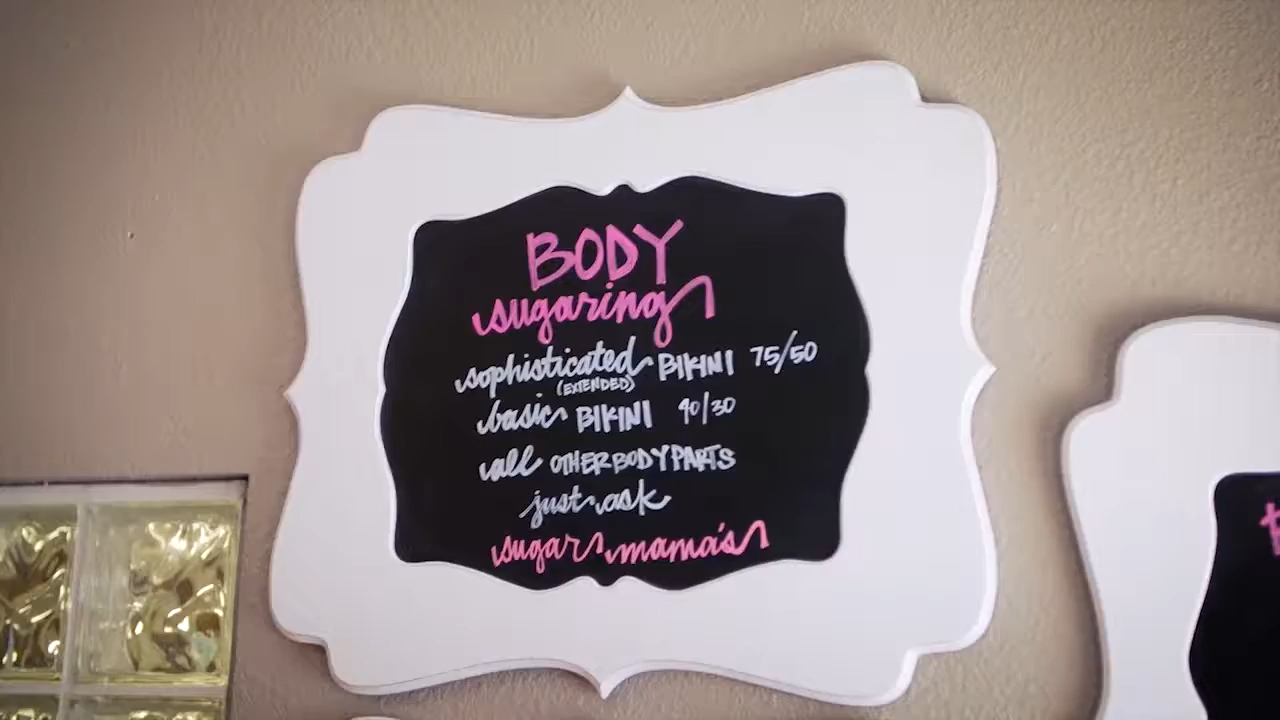 BODY
sugaring
sophisticated BIKINI 75/50
(EXTENDED)
basic BIKINI 40/30
all OTHER BODY PARTS
just ask
sugar mama's